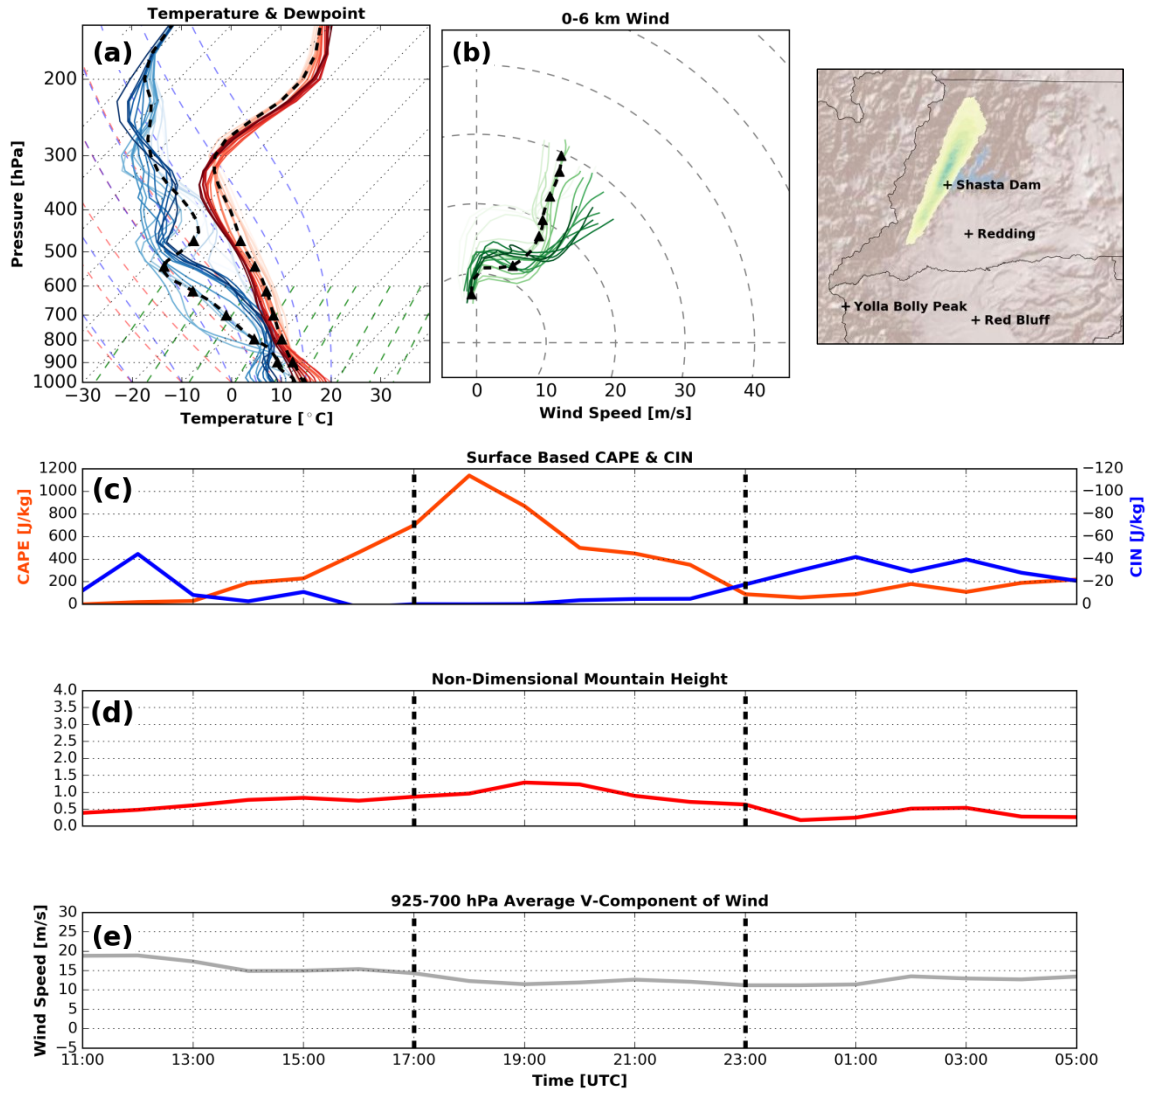 Temperature & Dewpoint
(a)
Pressure [hPa]
200
300
400
500
600
700
800
900
1000
−30 −20 −10 0 10 20 30
Temperature [°C]
0-6 km Wind
(b)
0 10 20 30 40
Wind Speed [m/s]
Shasta Dam
Redding
Yolla Bolly Peak
Red Bluff
Surface Based CAPE & CIN
(c)
CAPE [J/kg]
1200
1000
800
600
400
200
0
−120
−100
−80
−60
−40
−20
0
CIN [J/kg]
Non-Dimensional Mountain Height
(d)
4.0
3.5
3.0
2.5
2.0
1.5
1.0
0.5
0.0
925-700 hPa Average V-Component of Wind
(e)
Wind Speed [m/s]
30
25
20
15
10
5
0
−5
11:00 13:00 15:00 17:00 19:00 21:00 23:00 01:00 03:00 05:00
Time [UTC]